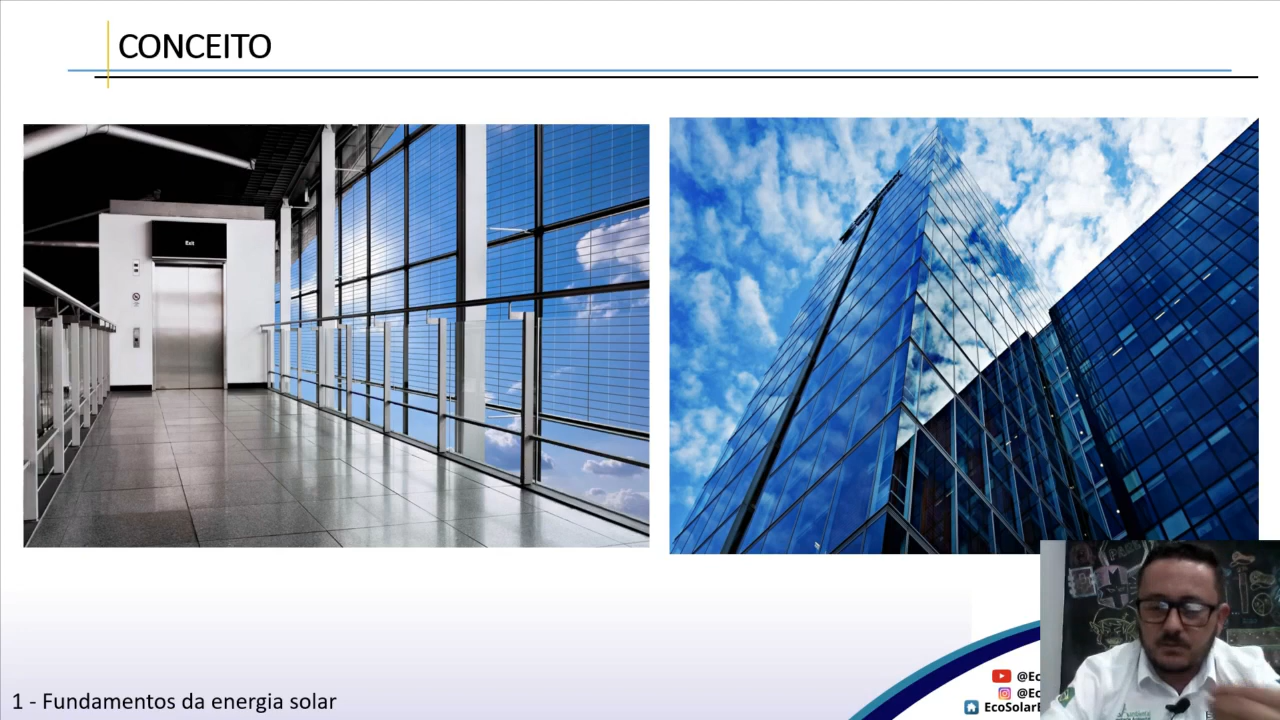 CONCEITO
Exit
1 - Fundamentos da energia solar
@Ec
@Ec
EcoSolarE